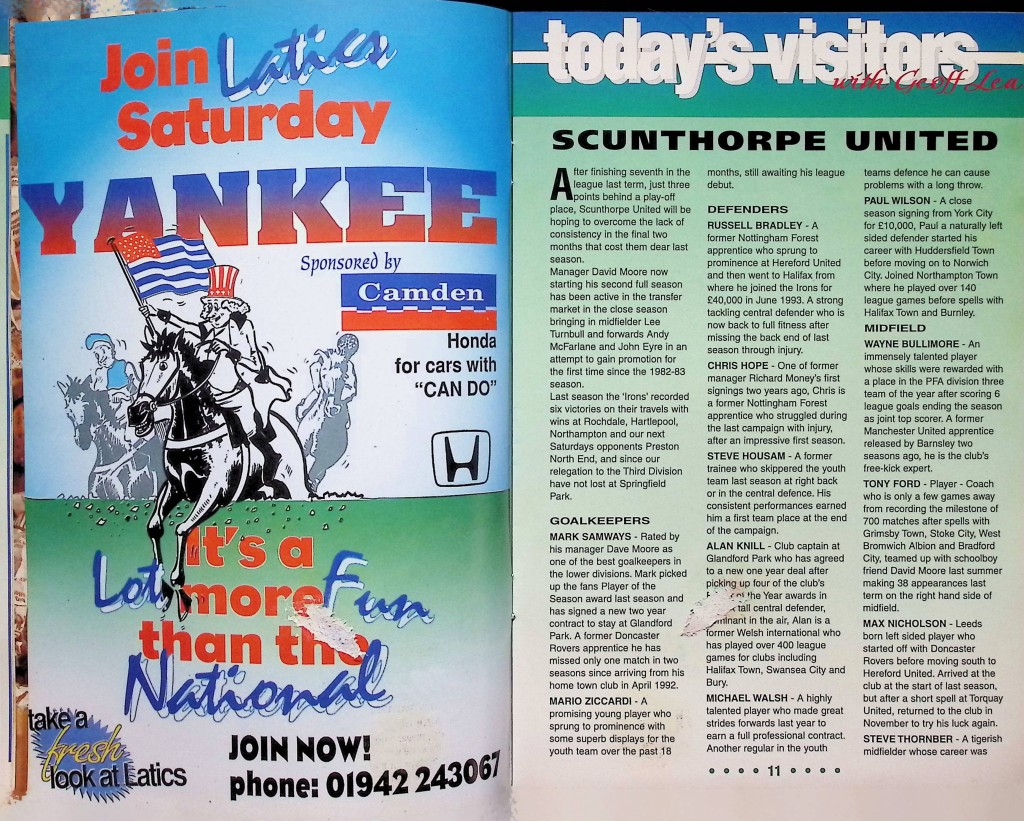 Join Latics
Saturday
YANKEE
Sponsored by
Camden
Honda
for cars with
“CAN DO”
It's a
Lot more Fun
than the
National
take a
fresh
look at Latics
JOIN NOW!
phone: 01942 243067
today's visitors
with Geoff Lea
SCUNTHORPE UNITED
After finishing seventh in the
league last term, just three
points behind a play-off
place, Scunthorpe United will be
hoping to overcome the lack of
consistency in the final two
months that cost them dear last
season.
Manager David Moore now
starting his second full season
has been active in the transfer
market in the close season
bringing in midfielder Lee
Turnbull and forwards Andy
McFarlane and John Eyre in an
attempt to gain promotion for
the first time since the 1982-83
season.
Last season the 'Irons' recorded
six victories on their travels with
wins at Rochdale, Hartlepool,
Northampton and our next
Saturdays opponents Preston
North End, and since our
relegation to the Third Division
have not lost at Springfield
Park.
GOALKEEPERS
MARK SAMWAYS - Rated by
his manager Dave Moore as
one of the best goalkeepers in
the lower divisions. Mark picked
up the fans Player of the
Season award last season and
has signed a new two year
contract to stay at Glandford
Park. A former Doncaster
Rovers apprentice he has
missed only one match in two
seasons since arriving from his
home town club in April 1992.
MARIO ZICCARDI - A
promising young player who
sprung to prominence with
some superb displays for the
youth team over the past 18
months, still awaiting his league
debut.
DEFENDERS
RUSSELL BRADLEY - A
former Nottingham Forest
apprentice who sprung to
prominence at Hereford United
and then went to Halifax from
where he joined the Irons for
£40,000 in June 1993. A strong
tackling central defender who is
now back to full fitness after
missing the back end of last
season through injury.
CHRIS HOPE - One of former
manager Richard Money's first
signings two years ago, Chris is
a former Nottingham Forest
apprentice who struggled during
the last campaign with injury,
after an impressive first season.
STEVE HOUSAM - A former
trainee who skippered the youth
team last season at right back
or in the central defence. His
consistent performances earned
him a first team place at the end
of the campaign.
ALAN KNILL - Club captain at
Glandford Park who has agreed
to a new one year deal after
picking up four of the club's
of the Year awards in
tall central defender,
dominant in the air, Alan is a
former Welsh international who
has played over 400 league
games for clubs including
Halifax Town, Swansea City and
Bury.
MICHAEL WALSH - A highly
talented player who made great
strides forwards last year to
earn a full professional contract.
Another regular in the youth
teams defence he can cause
problems with a long throw.
PAUL WILSON - A close
season signing from York City
for £10,000, Paul a naturally left
sided defender started his
career with Huddersfield Town
before moving on to Norwich
City. Joined Northampton Town
where he played over 140
league games before spells with
Halifax Town and Burnley.
MIDFIELD
WAYNE BULLIMORE - An
immensely talented player
whose skills were rewarded with
a place in the PFA division three
team of the year after scoring 6
league goals ending the season
as joint top scorer. A former
Manchester United apprentice
released by Barnsley two
seasons ago, he is the club's
free-kick expert.
TONY FORD - Player - Coach
who is only a few games away
from recording the milestone of
700 matches after spells with
Grimsby Town, Stoke City, West
Bromwich Albion and Bradford
City, teamed up with schoolboy
friend David Moore last summer
making 38 appearances last
term on the right hand side of
midfield.
MAX NICHOLSON - Leeds
born left sided player who
started off with Doncaster
Rovers before moving south to
Hereford United. Arrived at the
club at the start of last season,
but after a short spell at Torquay
United, returned to the club in
November to try his luck again.
STEVE THORNBER - A tigerish
midfielder whose career was
11